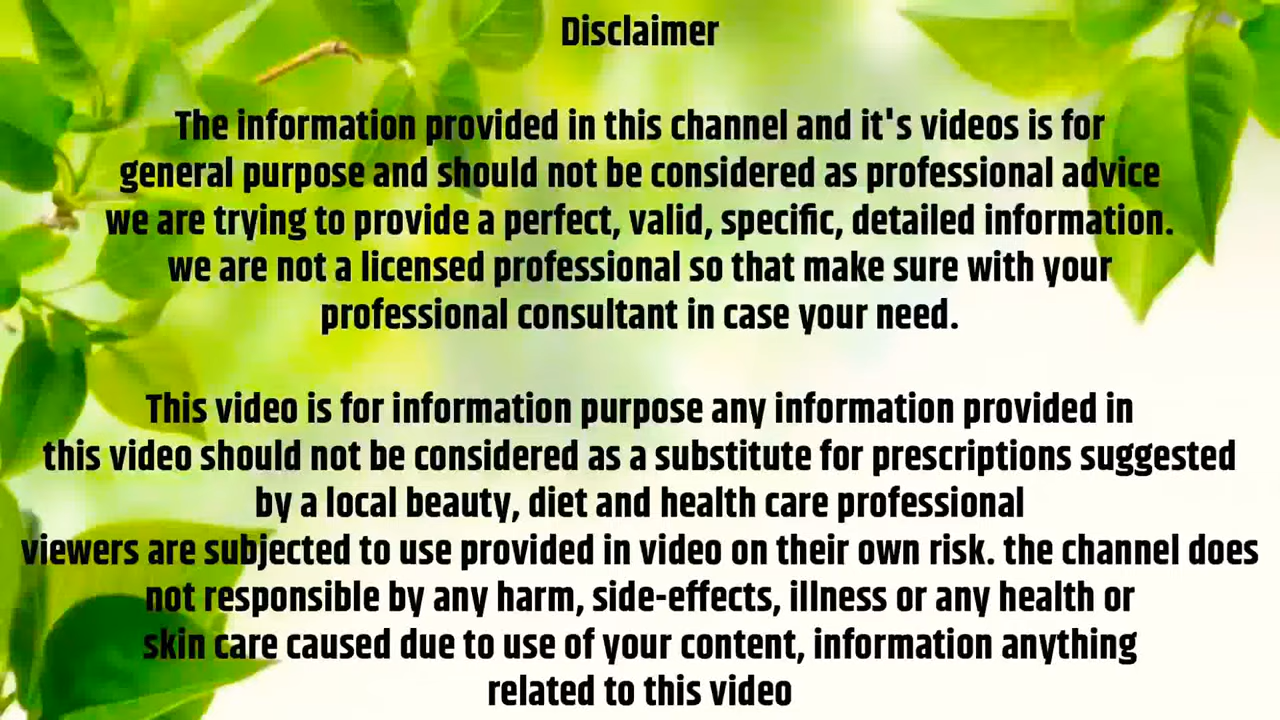 Disclaimer
The information provided in this channel and it's videos is for
general purpose and should not be considered as professional advice
we are trying to provide a perfect, valid, specific, detailed information.
we are not a licensed professional so that make sure with your
professional consultant in case your need.
This video is for information purpose any information provided in
this video should not be considered as a substitute for prescriptions suggested
by a local beauty, diet and health care professional
viewers are subjected to use provided in video on their own risk. the channel does
not responsible by any harm, side-effects, illness or any health or
skin care caused due to use of your content, information anything
related to this video